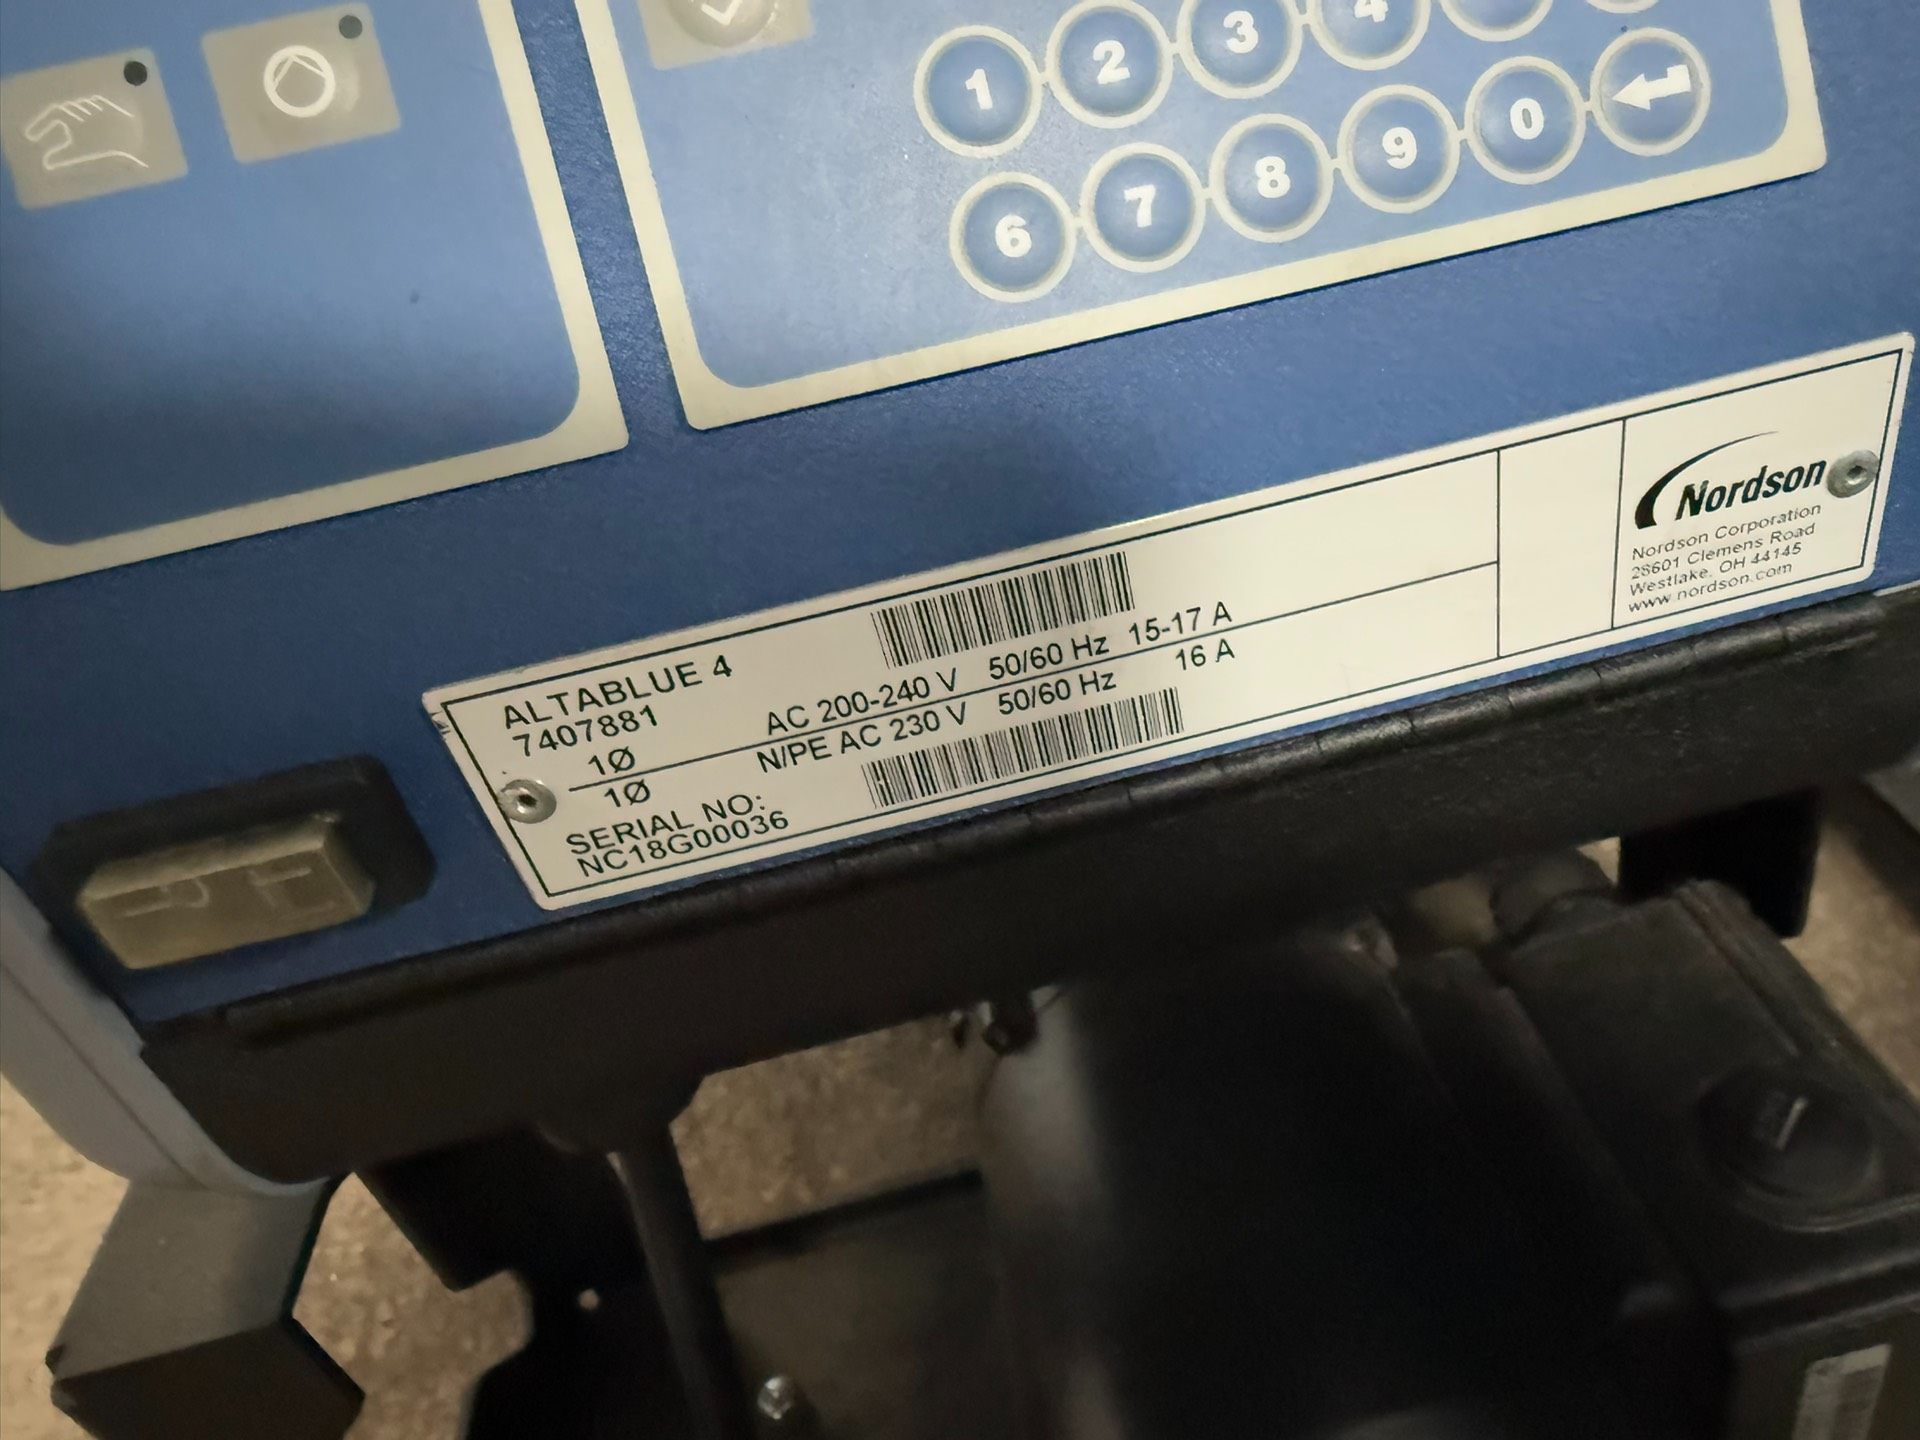 1 2 3 4
6 7 8 9 0
ALTABLUE 4
7407881
1Ø AC 200-240 V 50/60 Hz 15-17 A
1Ø N/PE AC 230 V 50/60 Hz 16 A
SERIAL NO:
NC18G00036
Nordson
Nordson Corporation
28601 Clemens Road
Westlake, OH 44145
www.nordson.com